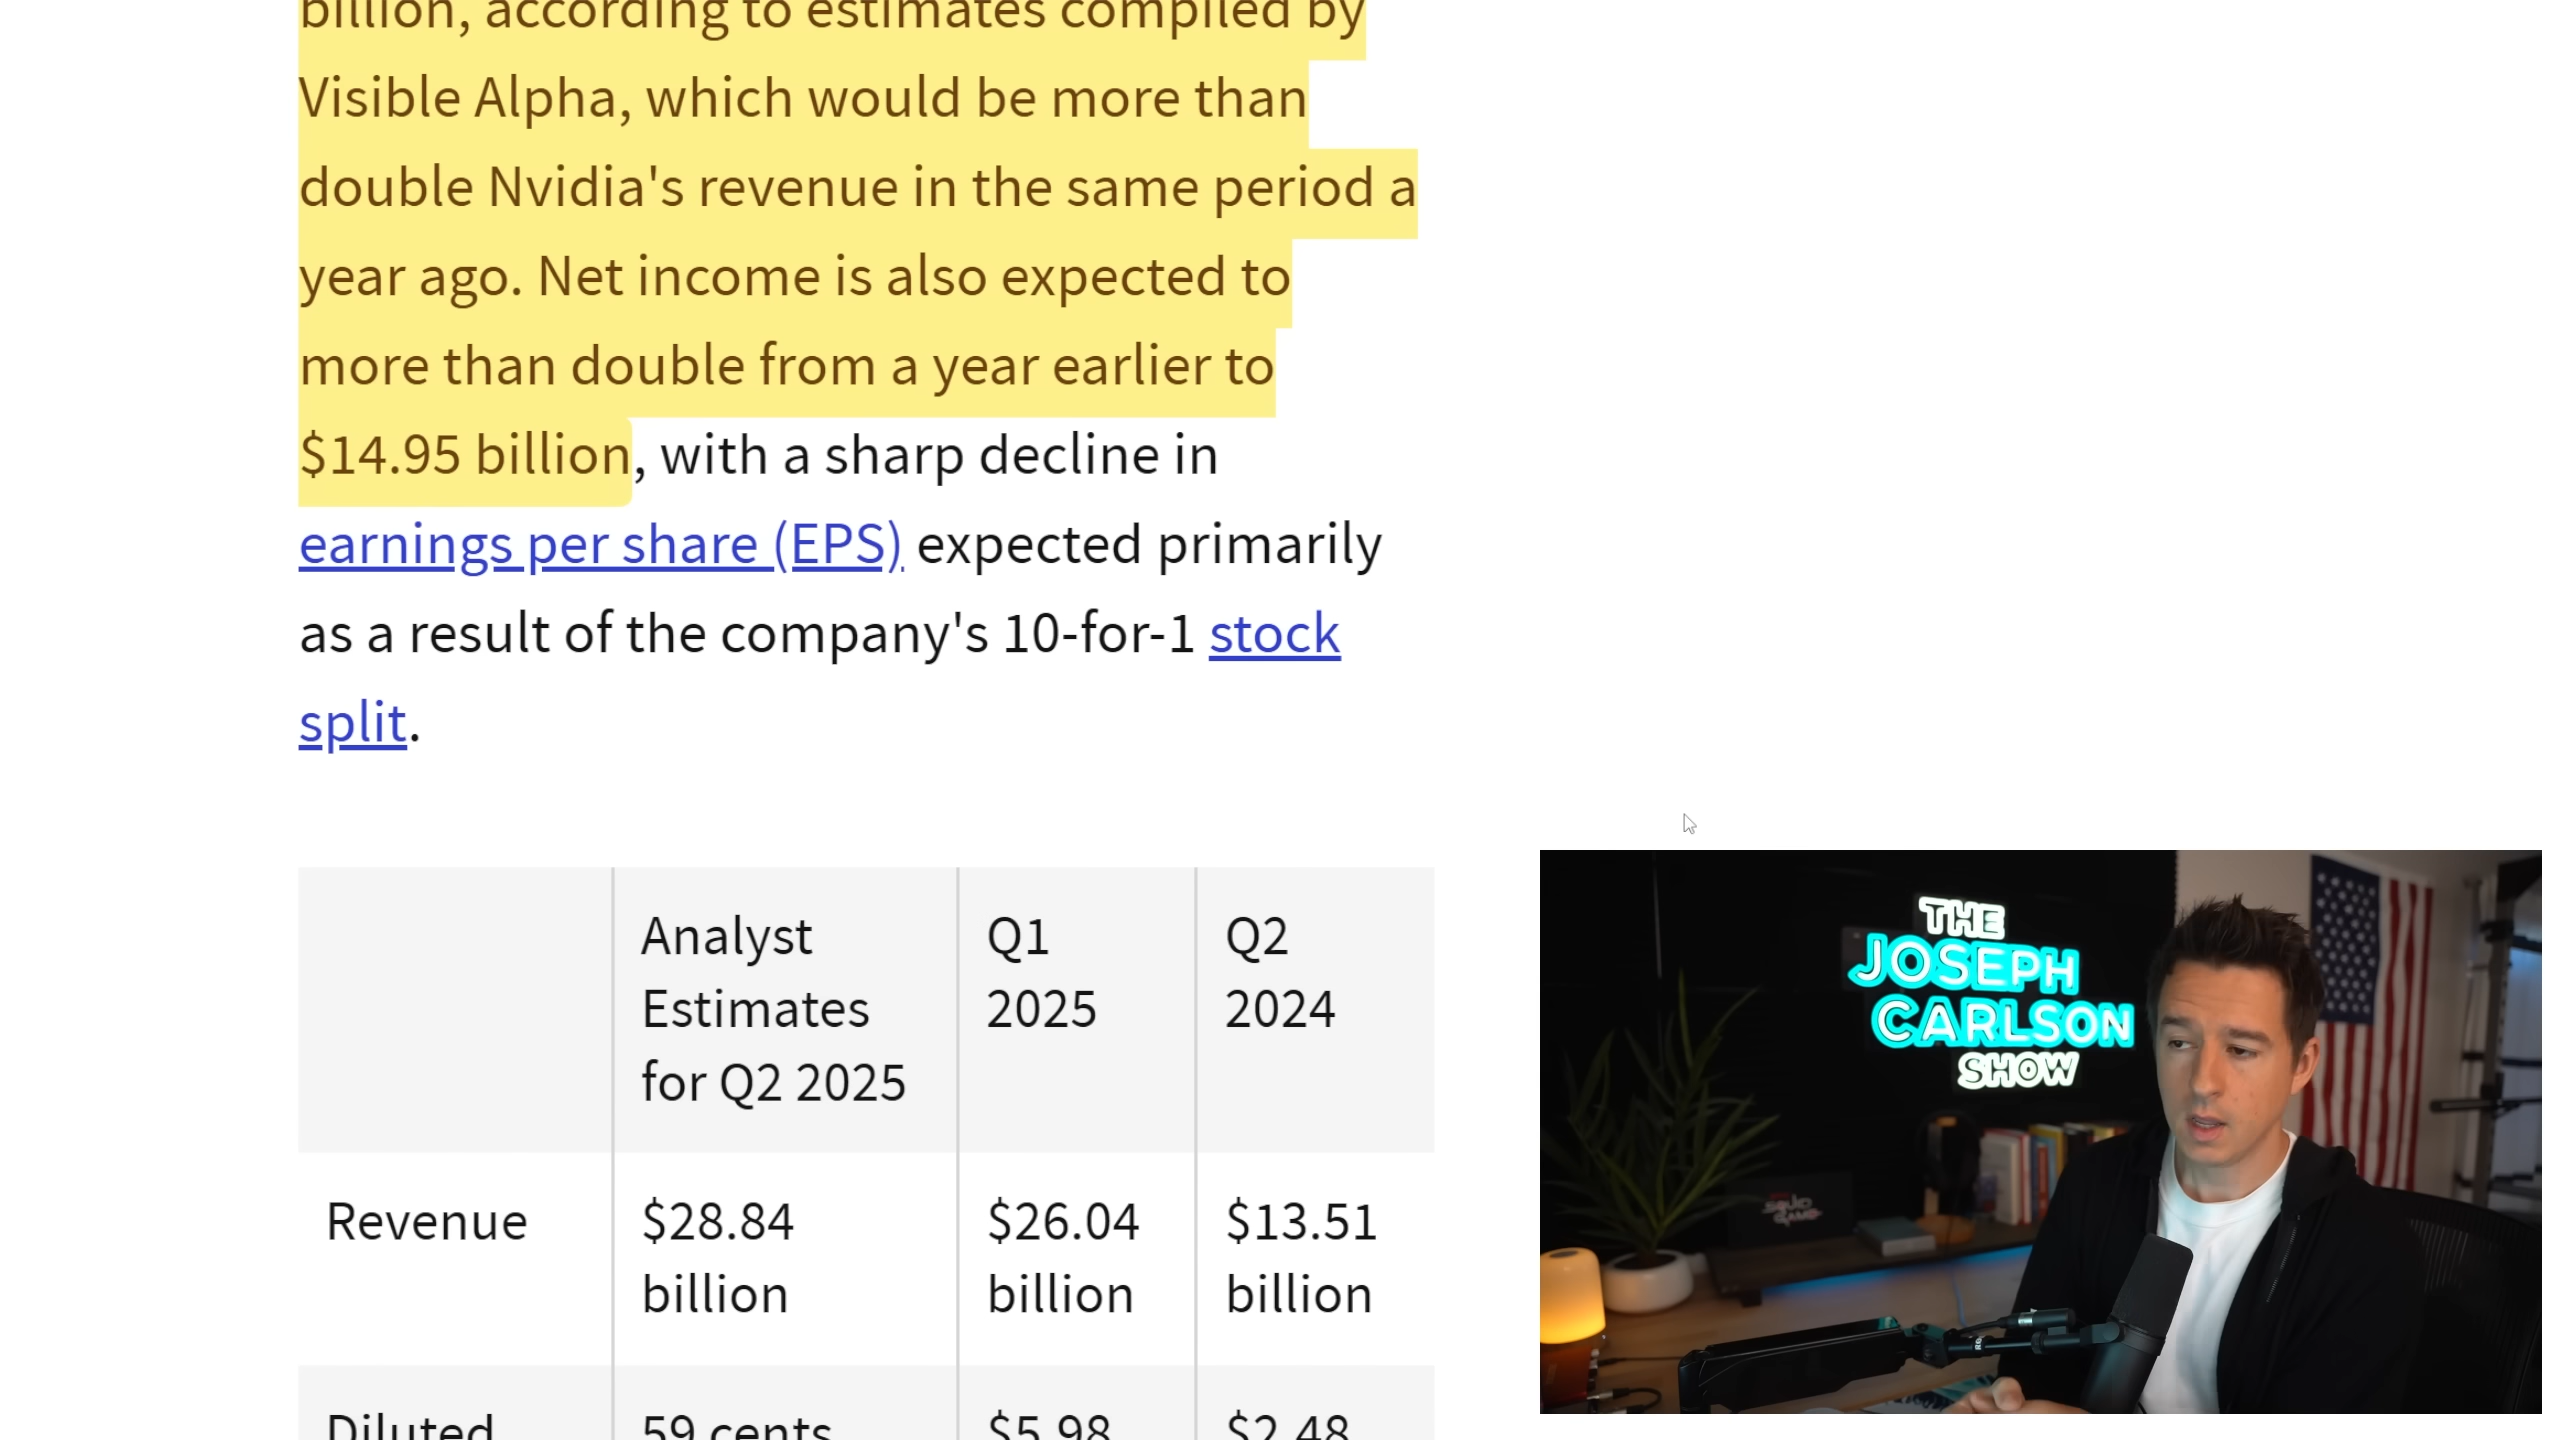 billion, according to estimates compiled by
Visible Alpha, which would be more than
double Nvidia's revenue in the same period a
year ago. Net income is also expected to
more than double from a year earlier to
$14.95 billion, with a sharp decline in
earnings per share (EPS) expected primarily
as a result of the company's 10-for-1 stock
split.
Analyst
Estimates
for Q2 2025
Q1
2025
Q2
2024
Revenue
$28.84
billion
$26.04
billion
$13.51
billion
Diluted
59 cents
$5.98
$2.48
THE
JOSEPH
CARLSON
SHOW